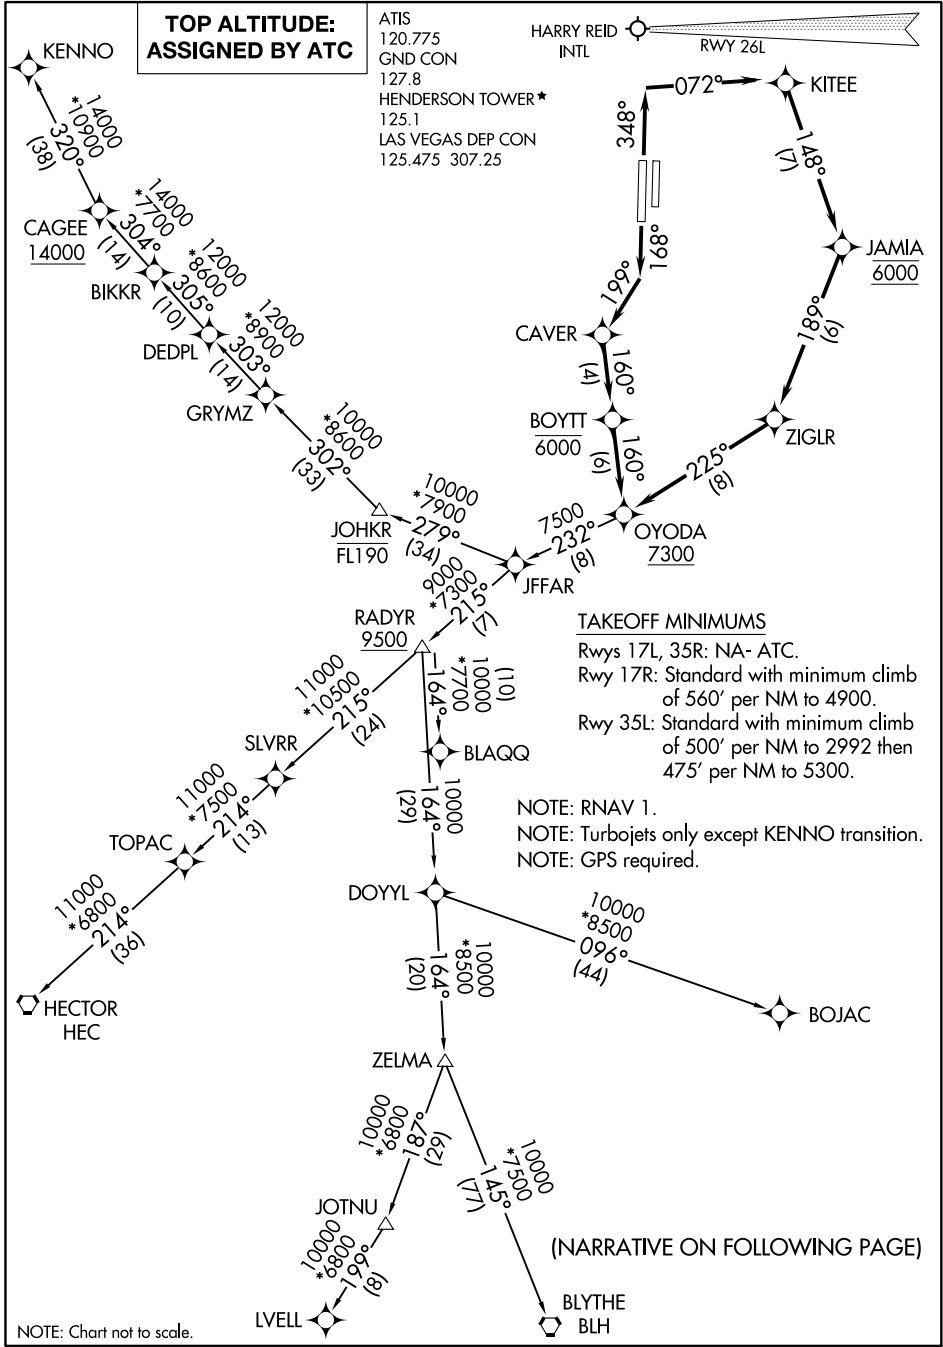 TOP ALTITUDE:
ASSIGNED BY ATC
ATIS
120.775
GND CON
127.8
HENDERSON TOWER★
125.1
LAS VEGAS DEP CON
125.475 307.25
HARRY REID
INTL
RWY 26L
KENNO
14000
*10900
320°
(38)
CAGEE
14000
14000
*7700
304°
(14)
BIKKR
12000
*8600
305°
(10)
DEDPL
12000
*8900
303°
(14)
GRYMZ
10000
*8600
302°
(33)
JOHKR
FL190
10000
*7900
279°
(34)
JFFAR
348°
072°
KITEE
148°
(7)
JAMIA
6000
189°
(6)
ZIGLR
225°
(8)
168°
199°
CAVER
160°
(4)
BOYTT
6000
160°
(6)
OYODA
7300
7500
232°
(8)
9000
*7300
215°
(7)
RADYR
9500
11000
*10500
215°
(24)
SLVRR
11000
*7500
214°
(13)
TOPAC
11000
*6800
214°
(36)
HECTOR
HEC
(10)
10000
*7700
164°
BLAQQ
10000
164°
(29)
DOYYL
10000
*8500
096°
(44)
BOJAC
10000
*8500
164°
(20)
ZELMA
10000
*6800
187°
(29)
JOTNU
10000
*6800
199°
(8)
LVELL
10000
*7500
145°
(77)
BLYTHE
BLH
TAKEOFF MINIMUMS
Rwys 17L, 35R: NA- ATC.
Rwy 17R: Standard with minimum climb
of 560' per NM to 4900.
Rwy 35L: Standard with minimum climb
of 500' per NM to 2992 then
475' per NM to 5300.
NOTE: RNAV 1.
NOTE: Turbojets only except KENNO transition.
NOTE: GPS required.
(NARRATIVE ON FOLLOWING PAGE)
NOTE: Chart not to scale.